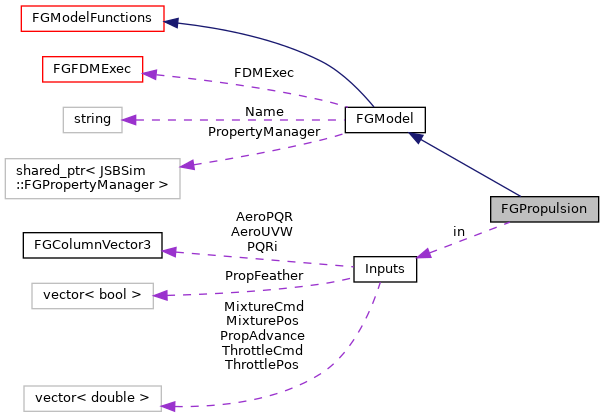 FGModelFunctions
FGFDMExec
FDMExec
string
Name
FGModel
PropertyManager
shared_ptr< JSBSim
::FGPropertyManager >
FGPropulsion
AeroPQR
AeroUVW
PQRi
in
FGColumnVector3
Inputs
PropFeather
vector< bool >
MixtureCmd
MixturePos
PropAdvance
ThrottleCmd
ThrottlePos
vector< double >